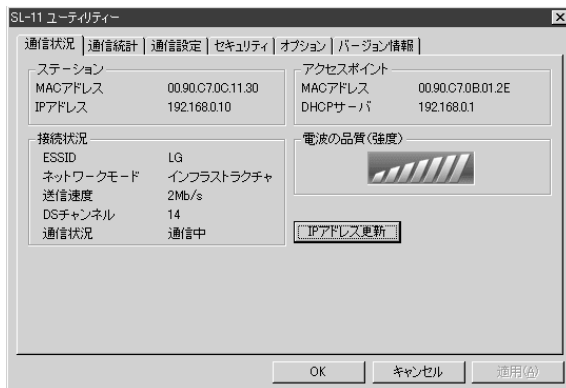 SL-11 ユーティリティー
通信状況 通信統計 通信設定 セキュリティ オプション バージョン情報
ステーション
MACアドレス 00.90.C7.0C.11.30
IPアドレス 192.168.0.10
アクセスポイント
MACアドレス 00.90.C7.0B.01.2E
DHCPサーバ 192.168.0.1
接続状況
ESSID LG
ネットワークモード インフラストラクチャ
送信速度 2Mb/s
DSチャンネル 14
通信状況 通信中
電波の品質(強度)
IPアドレス更新
OK キャンセル 適用(A)